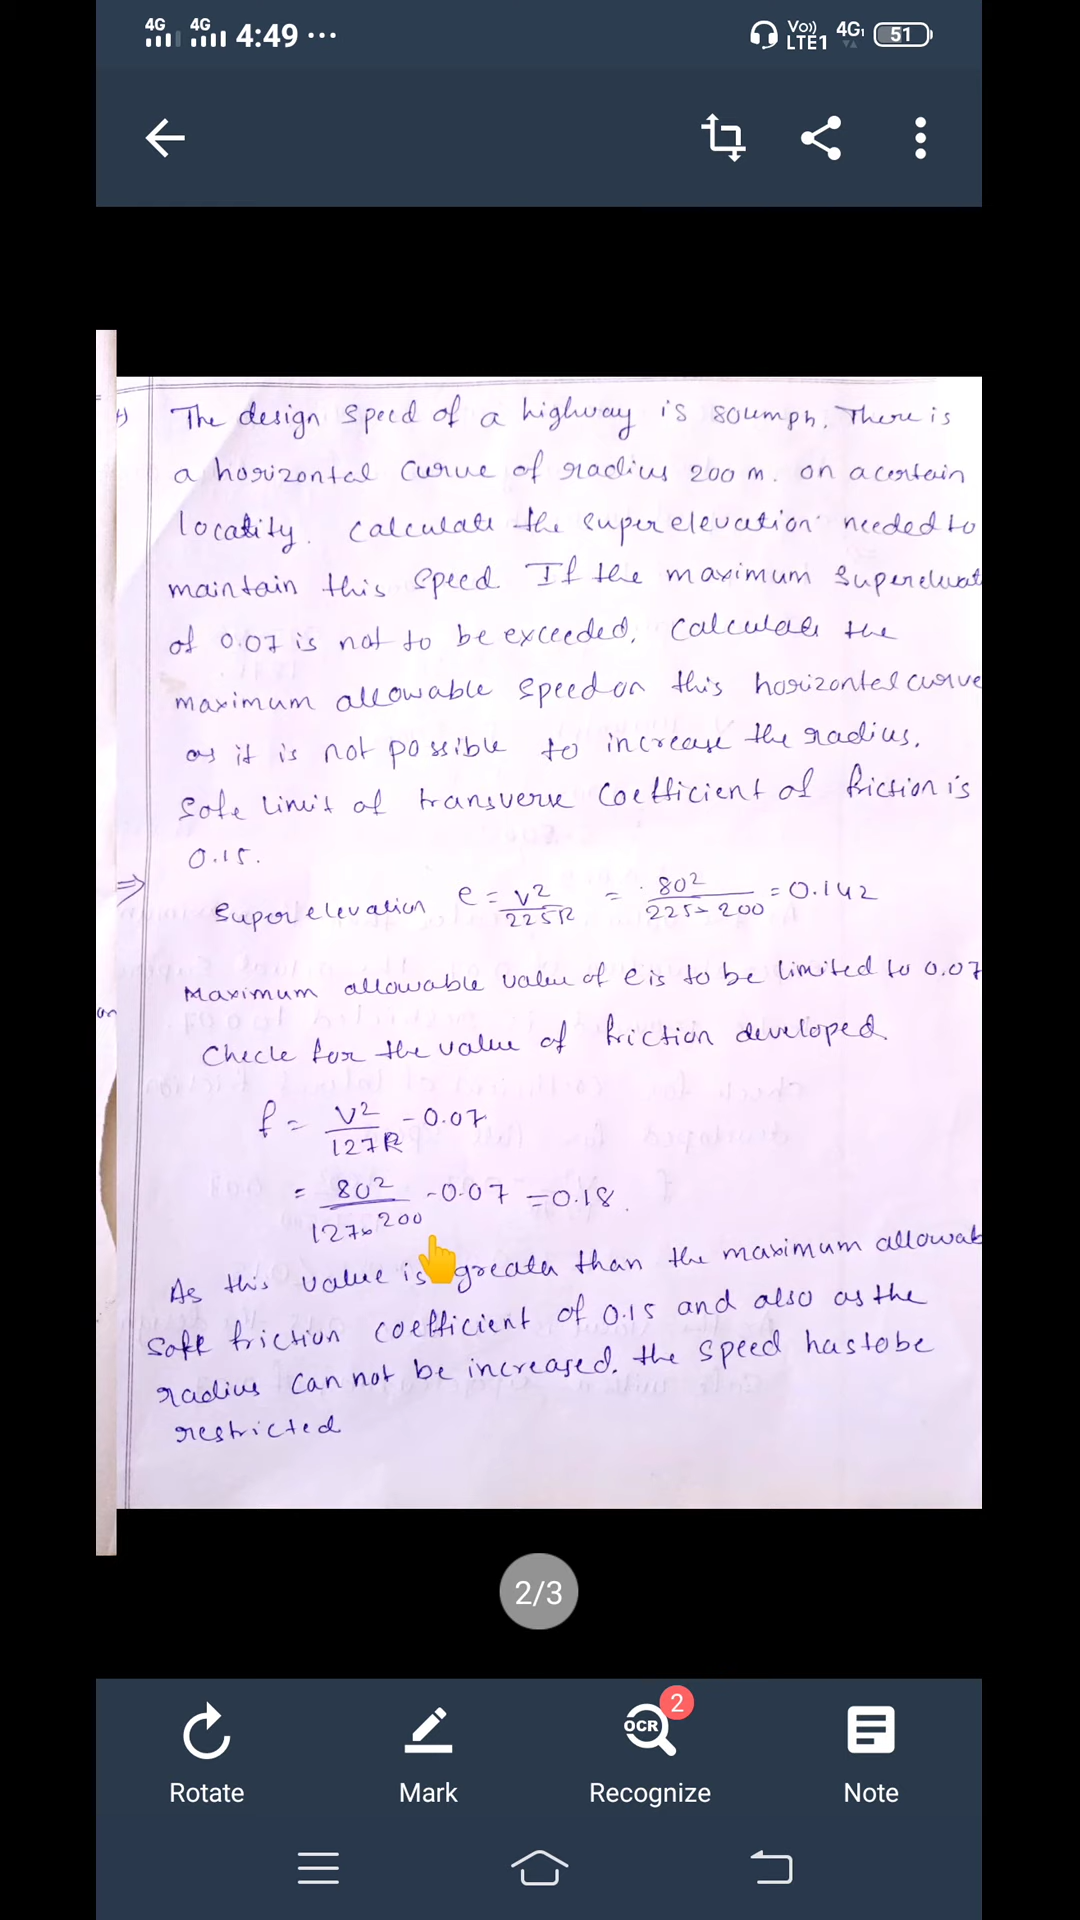 4G 4G 4:49 ... Vo)) LTE1 4G 51
The design speed of a highway is 80kmph. There is
a horizontal curve of radius 200 m. on a certain
locality. Calculate the superelevation needed to
maintain this speed If the maximum superelevat
of 0.07 is not to be exceeded. Calculate the
maximum allowable speed on this horizontal curve
as it is not possible to increase the radius.
Safe limit of transverse coefficient of friction is
0.15.
⇒ Superelevation e = V2/225R = 802/225×200 = 0.142
Maximum allowable value of e is to be limited to 0.07
an
Check for the value of friction developed
f = V2/127R - 0.07
= 802/127×200 - 0.07 = 0.18.
As this value is greater than the maximum allowab
safe friction coefficient of 0.15 and also as the
radius can not be increased. the speed has to be
restricted
2/3
2
OCR
Rotate Mark Recognize Note